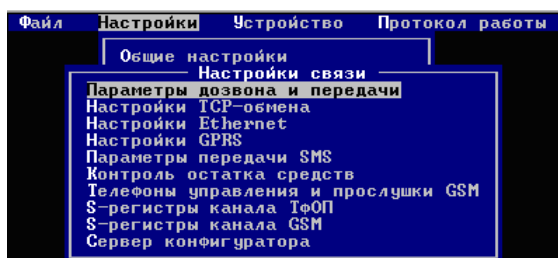 Файл Настройки Устройство Протокол работы
Общие настройки
Настройки связи
Параметры дозвона и передачи
Настройки TCP-обмена
Настройки Ethernet
Настройки GPRS
Параметры передачи SMS
Контроль остатка средств
Телефоны управления и прослушки GSM
S-регистры канала ТфОП
S-регистры канала GSM
Сервер конфигуратора